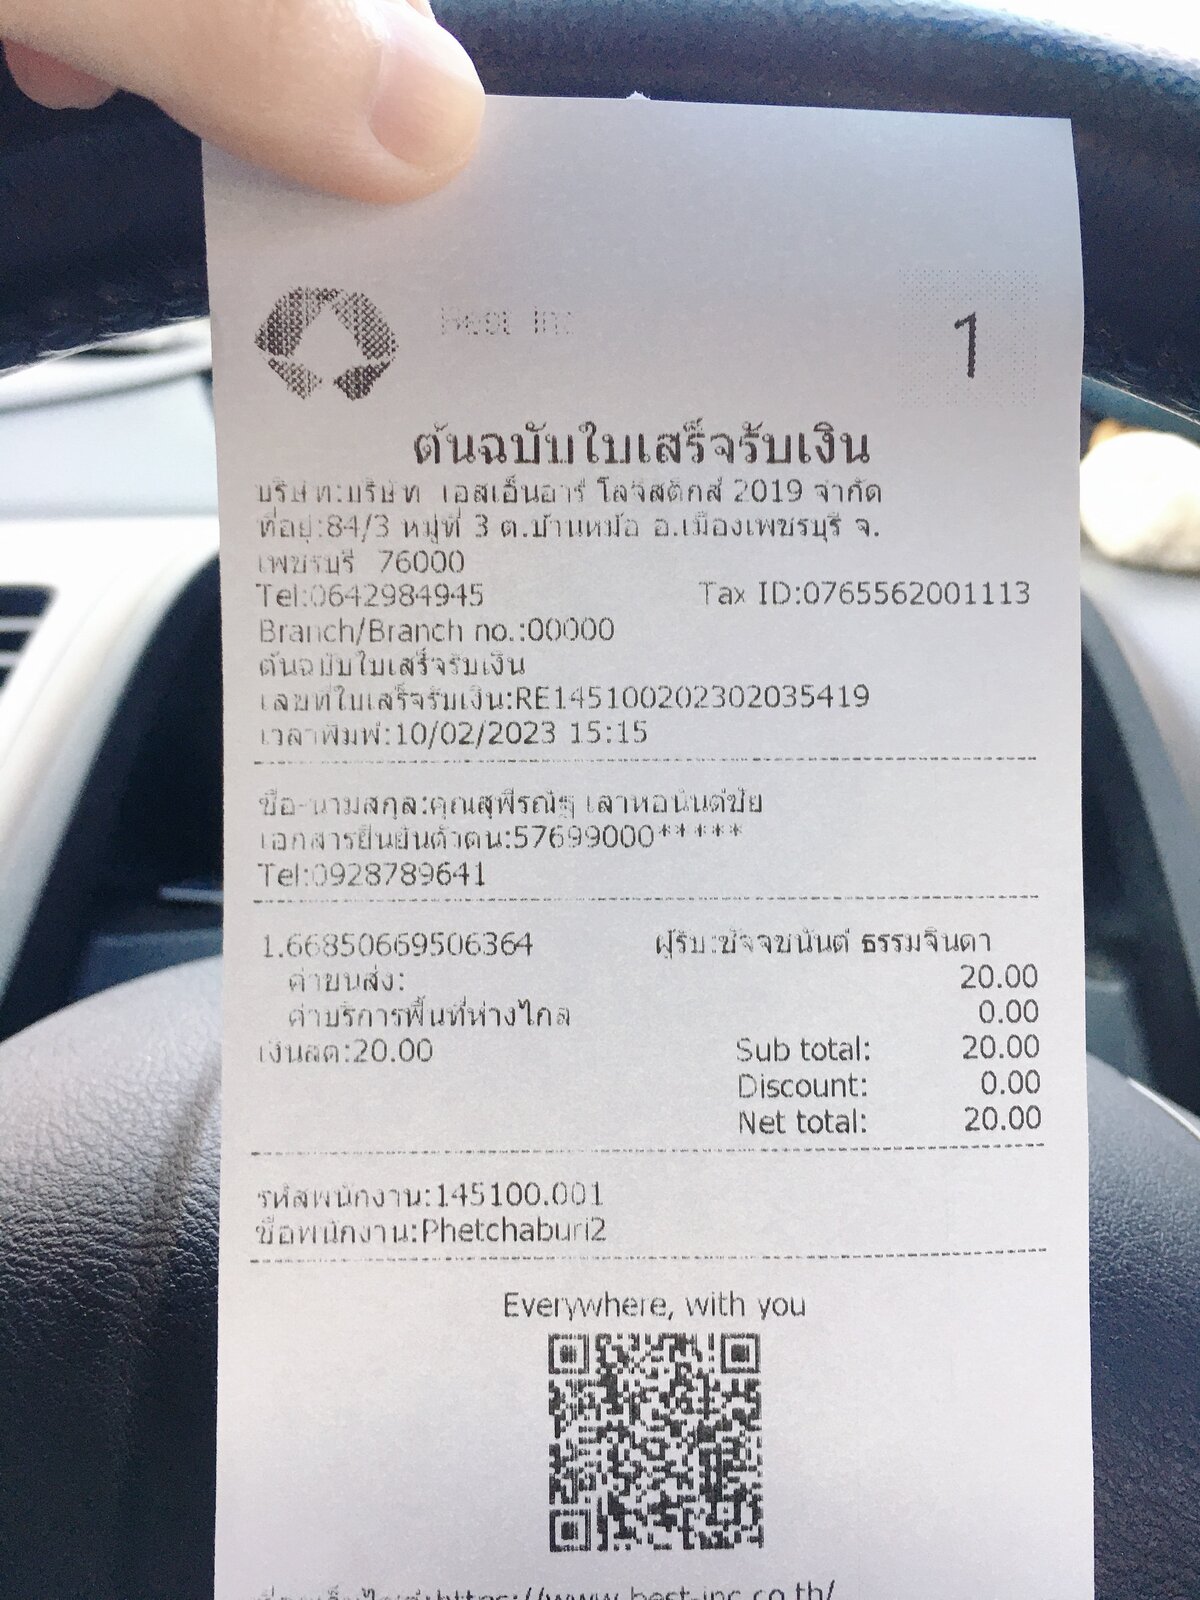 Best Inc
1
ต้นฉบับใบเสร็จรับเงิน
บริษัท:บริษัท เอสเอ็นอาร์ โลจิสติกส์ 2019 จำกัด
ที่อยู่:84/3 หมู่ที่ 3 ต.บ้านหม้อ อ.เมืองเพชรบุรี จ.
เพชรบุรี 76000
Tel:0642984945 Tax ID:0765562001113
Branch/Branch no.:00000
ต้นฉบับใบเสร็จรับเงิน
เลขที่ใบเสร็จรับเงิน:RE145100202302035419
เวลาพิมพ์:10/02/2023 15:15
ชื่อ-นามสกุล:คุณสุพีรณัฐ เลาหอนันต์ชัย
เอกสารยืนยันตัวตน:57699000*****
Tel:0928789641
1.66850669506364 ผู้รับ:ชัจจชนันต์ ธรรมจินดา
ค่าขนส่ง: 20.00
ค่าบริการพื้นที่ห่างไกล 0.00
เงินสด:20.00 Sub total: 20.00
Discount: 0.00
Net total: 20.00
รหัสพนักงาน:145100.001
ชื่อพนักงาน:Phetchaburi2
Everywhere, with you
https://www.best-inc.co.th/